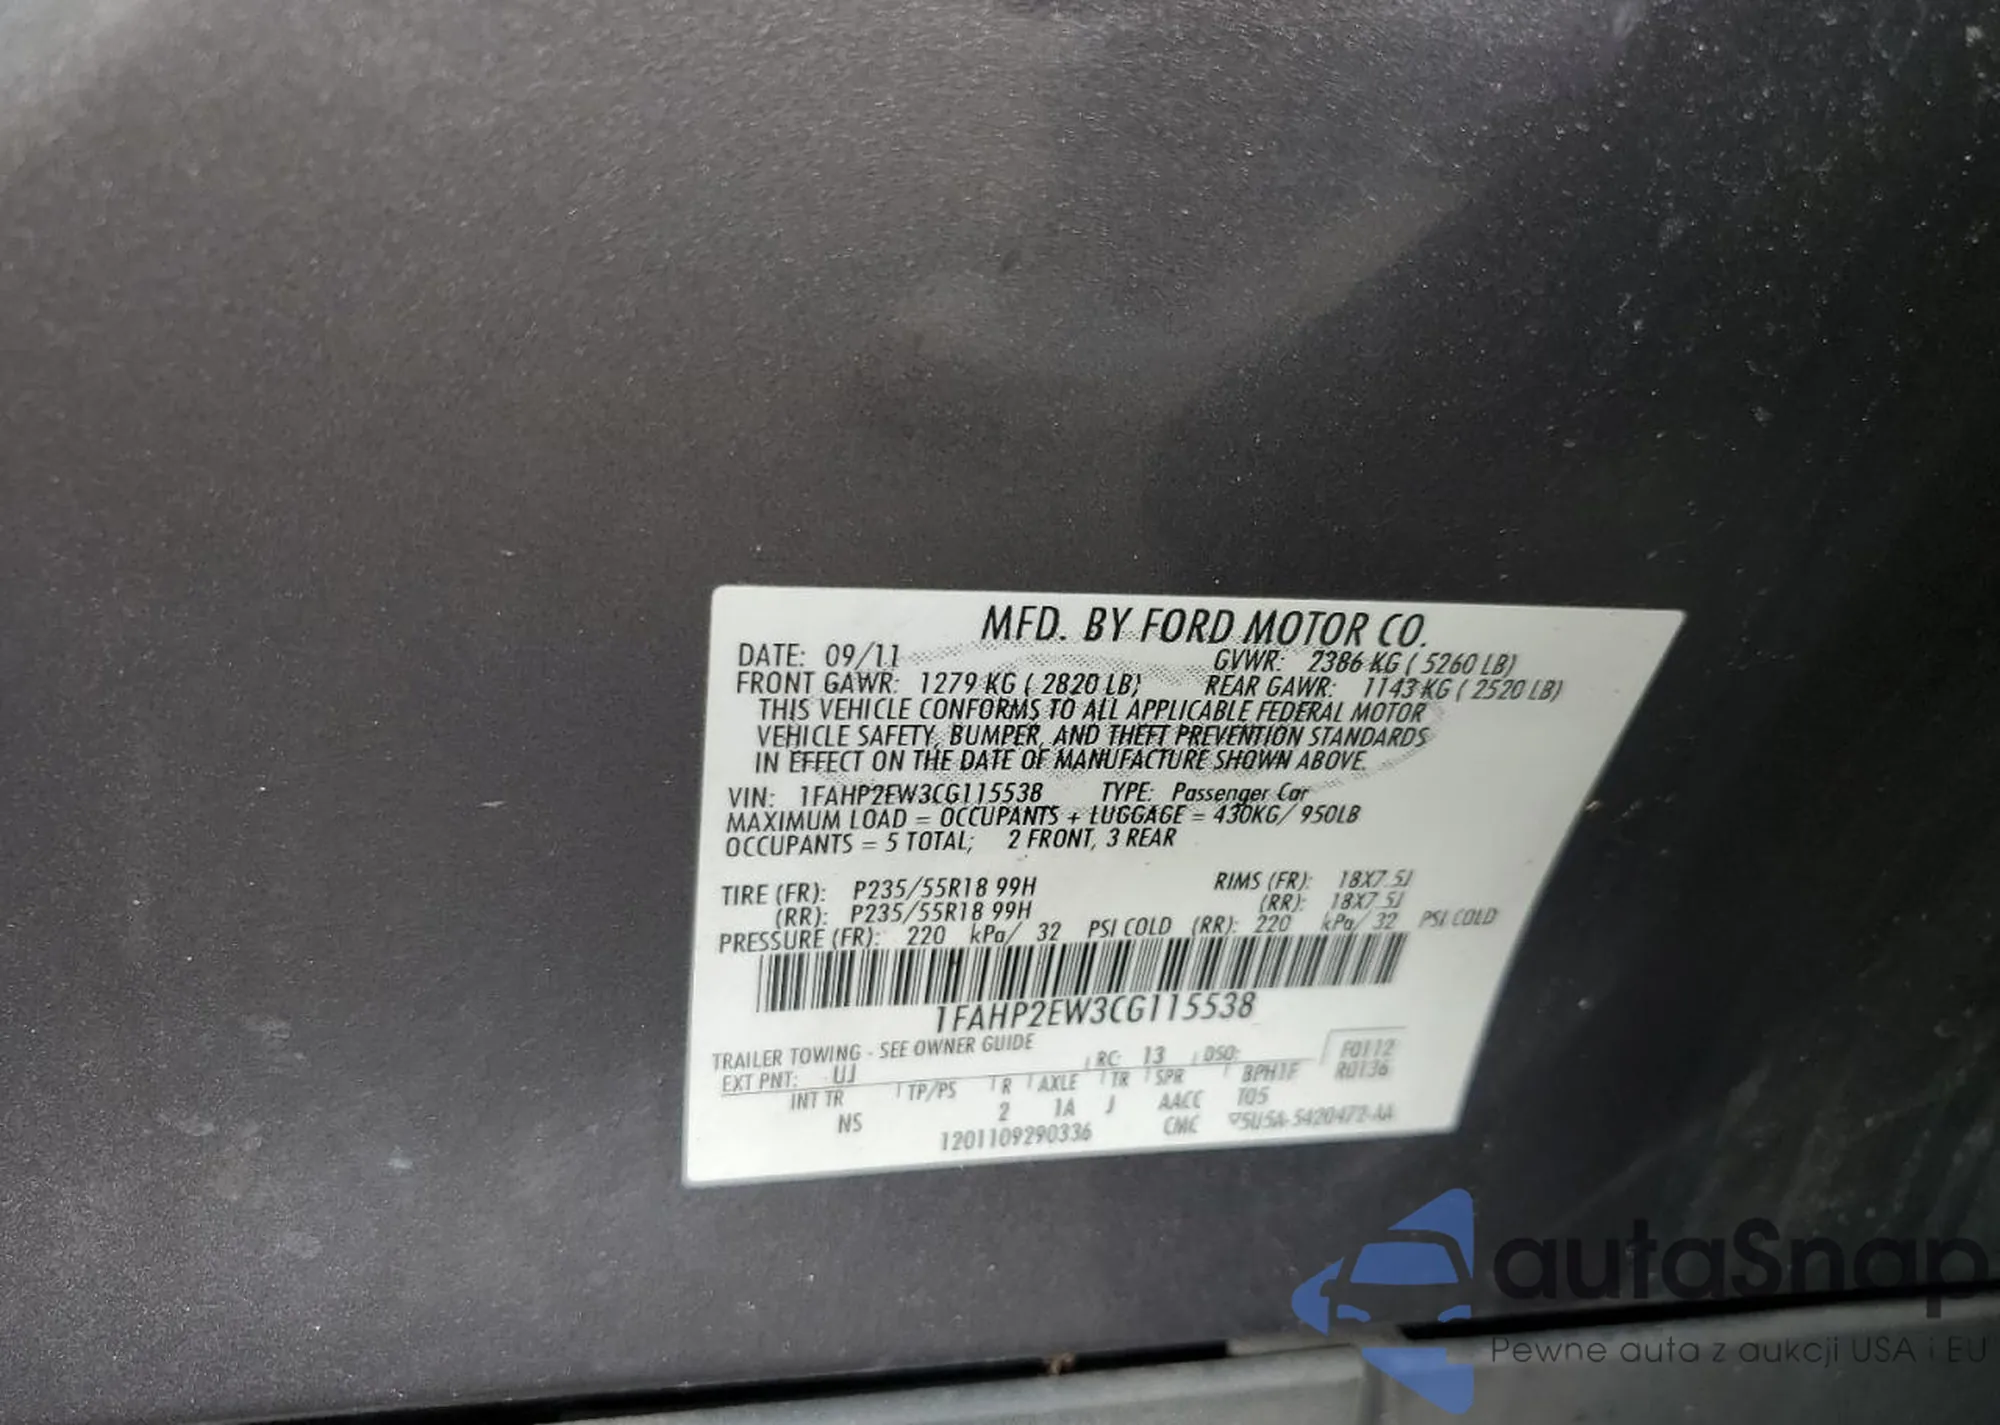 MFD. BY FORD MOTOR CO.
DATE: 09/11 GVWR: 2386 KG ( 5260 LB)
FRONT GAWR: 1279 KG ( 2820 LB) REAR GAWR: 1143 KG ( 2520 LB)
THIS VEHICLE CONFORMS TO ALL APPLICABLE FEDERAL MOTOR
VEHICLE SAFETY, BUMPER, AND THEFT PREVENTION STANDARDS
IN EFFECT ON THE DATE OF MANUFACTURE SHOWN ABOVE.
VIN: 1FAHP2EW3CG115538 TYPE: Passenger Car
MAXIMUM LOAD = OCCUPANTS + LUGGAGE = 430KG/ 950LB
OCCUPANTS = 5 TOTAL; 2 FRONT, 3 REAR
TIRE (FR): P235/55R18 99H RIMS (FR): 18X7.5J
(RR): P235/55R18 99H (RR): 18X7.5J
PRESSURE (FR): 220 kPa/ 32 PSI COLD (RR): 220 kPa/ 32 PSI COLD
1FAHP2EW3CG115538
TRAILER TOWING - SEE OWNER GUIDE
EXT PNT: UJ RC: 13 DSO: F0112
INT TR TP/PS R AXLE TR SPR BPH1F R0136
NS 2 1A J AACC T05
1201109290336 CMC 5U5A-5420472-AA
autaSnap
Pewne auta z aukcji USA i EU